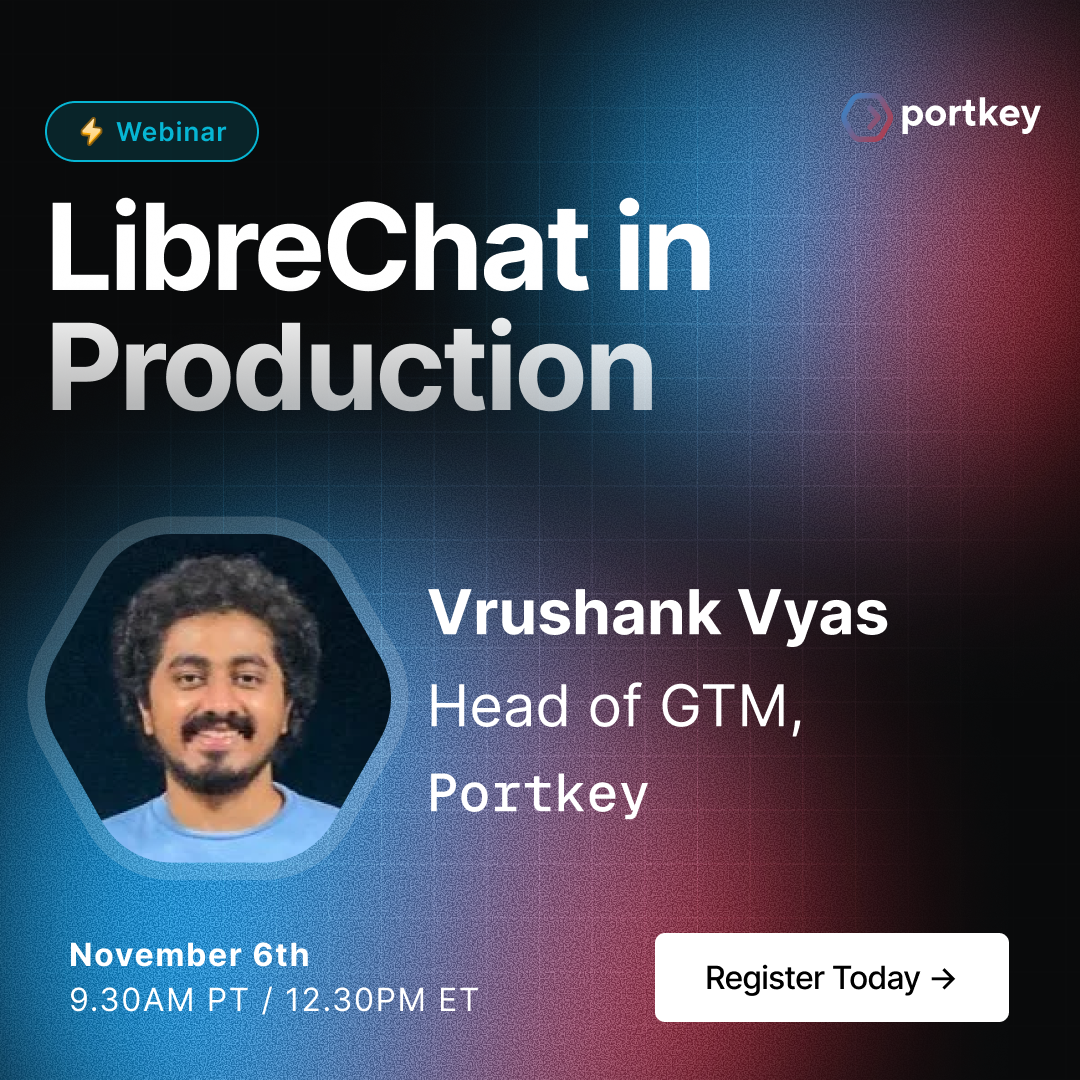 ⚡ Webinar
portkey
LibreChat in
Production
Vrushank Vyas
Head of GTM,
Portkey
November 6th
9.30AM PT / 12.30PM ET
Register Today →